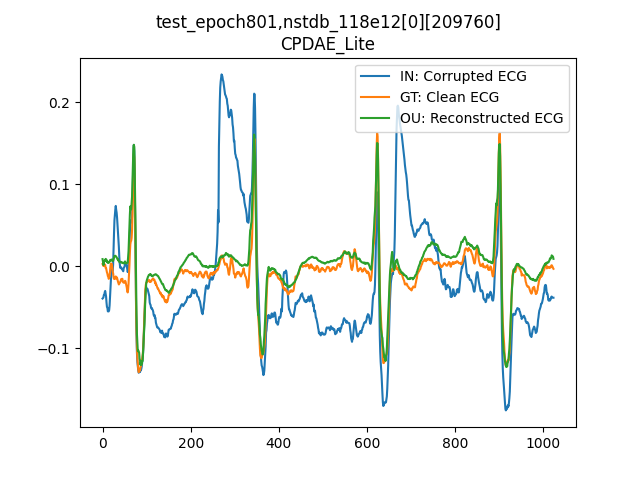 test_epoch801,nstdb_118e12[0][209760]
CPDAE_Lite
IN: Corrupted ECG
GT: Clean ECG
OU: Reconstructed ECG
0.2
0.1
0.0
−0.1
0 200 400 600 800 1000